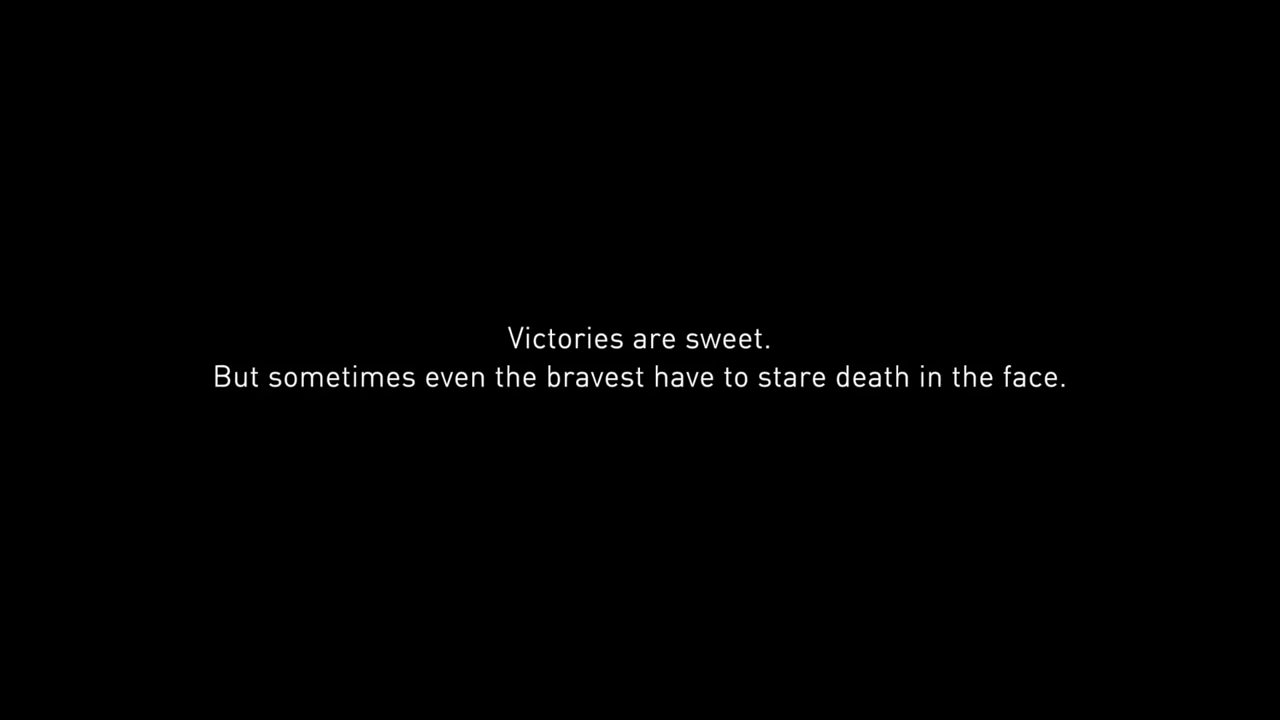 Victories are sweet.
But sometimes even the bravest have to stare death in the face.